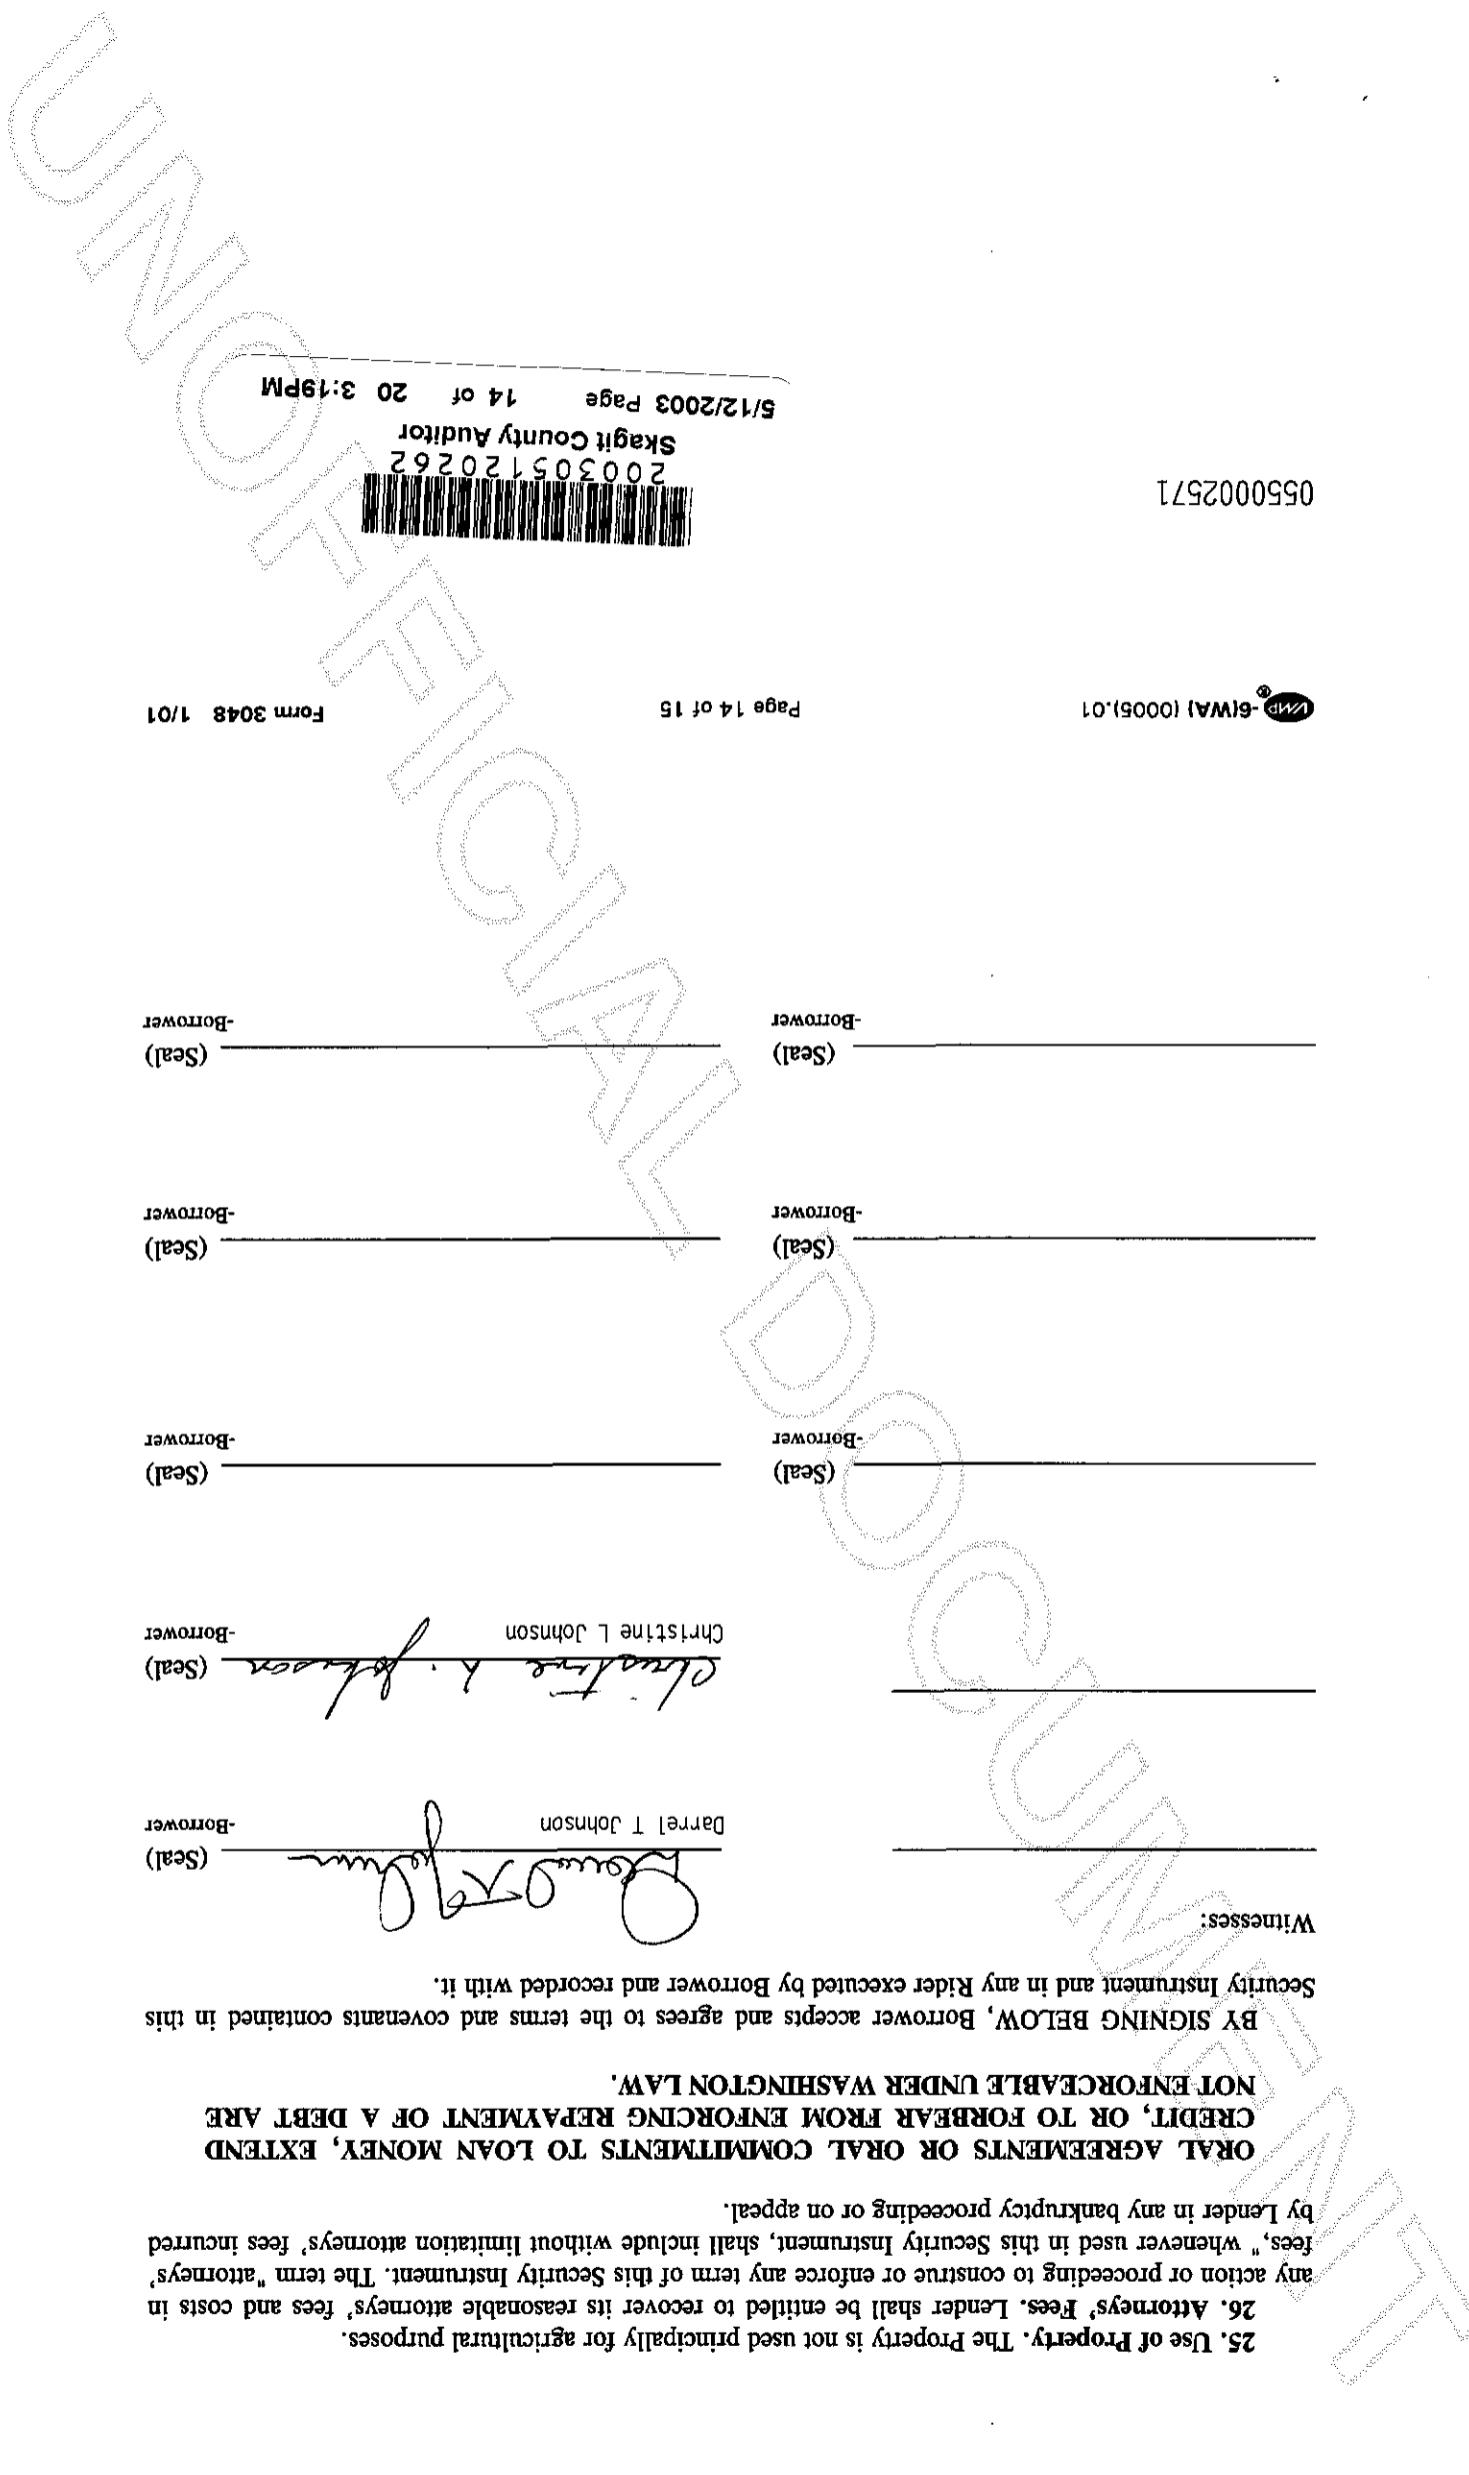 25. Use of Property. The Property is not used principally for agricultural purposes.
26. Attorneys' Fees. Lender shall be entitled to recover its reasonable attorneys' fees and costs in
any action or proceeding to construe or enforce any term of this Security Instrument. The term "attorneys'
fees," whenever used in this Security Instrument, shall include without limitation attorneys' fees incurred
by Lender in any bankruptcy proceeding or on appeal.
ORAL AGREEMENTS OR ORAL COMMITMENTS TO LOAN MONEY, EXTEND
CREDIT, OR TO FORBEAR FROM ENFORCING REPAYMENT OF A DEBT ARE
NOT ENFORCEABLE UNDER WASHINGTON LAW.
BY SIGNING BELOW, Borrower accepts and agrees to the terms and covenants contained in this
Security Instrument and in any Rider executed by Borrower and recorded with it.
Witnesses:
Darrel T Johnson (Seal)
Darrel T Johnson -Borrower
Christine L. Johnson (Seal)
Christine L Johnson -Borrower
(Seal) (Seal)
-Borrower -Borrower
(Seal) (Seal)
-Borrower -Borrower
(Seal) (Seal)
-Borrower -Borrower
VMP®-6(WA) (0005).01 Page 14 of 15 Form 3048 1/01
0550002571
200305120262
Skagit County Auditor
5/12/2003 Page 14 of 20 3:19PM
UNOFFICIAL DOCUMENT